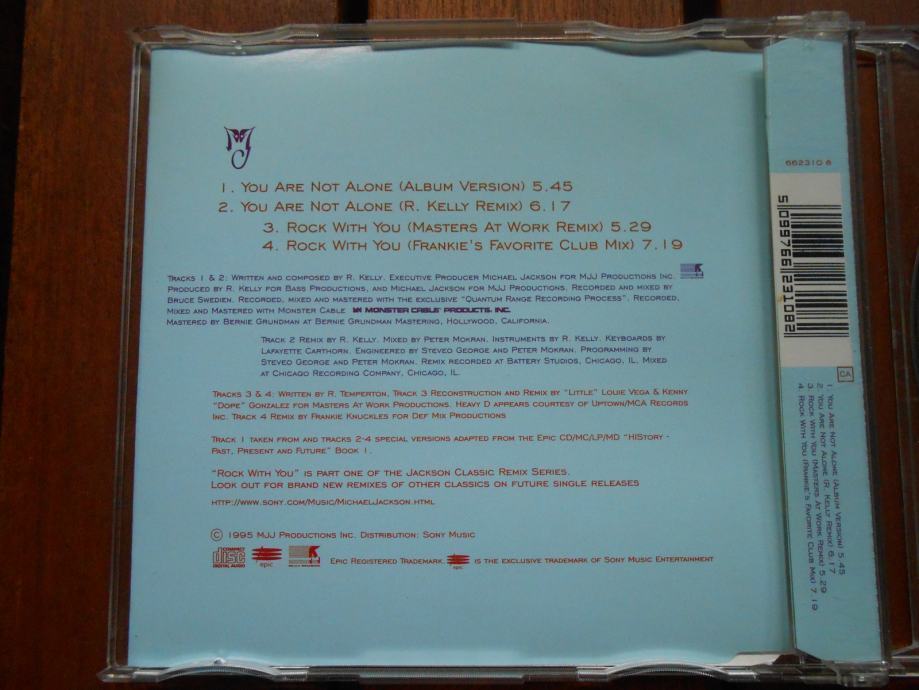 MJ
1. You Are Not Alone (Album Version) 5.45
2. You Are Not Alone (R. Kelly Remix) 6.17
3. Rock With You (Masters At Work Remix) 5.29
4. Rock With You (Frankie's Favorite Club Mix) 7.19
Tracks 1 & 2: Written and composed by R. Kelly. Executive Producer Michael Jackson for MJJ Productions Inc.
Produced by R. Kelly for Bass Productions, and Michael Jackson for MJJ Productions. Recorded and mixed by
Bruce Swedien. Recorded, mixed and mastered with the exclusive "Quantum Range Recording Process". Recorded,
Mixed and Mastered with Monster Cable MONSTER CABLE PRODUCTS, INC.
Mastered by Bernie Grundman at Bernie Grundman Mastering, Hollywood, California.
Track 2 Remix by R. Kelly. Mixed by Peter Mokran. Instruments by R. Kelly. Keyboards by
Lafayette Carthorn. Engineered by Steveo George and Peter Mokran. Programming by
Steveo George and Peter Mokran. Remix recorded at Battery Studios, Chicago, IL. Mixed
at Chicago Recording Company, Chicago, IL.
Tracks 3 & 4: Written by R. Temperton, Track 3 Reconstruction and Remix by "Little" Louie Vega & Kenny
"Dope" Gonzalez for Masters At Work Productions. Heavy D appears courtesy of Uptown/MCA Records
Inc. Track 4 Remix by Frankie Knuckles for Def Mix Productions
Track 1 taken from and tracks 2-4 special versions adapted from the Epic CD/MC/LP/MD "HIStory -
Past, Present and Future" Book 1.
"Rock With You" is part one of the Jackson Classic Remix Series.
Look out for brand new remixes of other classics on future single releases
http://www.sony.com/Music/MichaelJackson.html
© 1995 MJJ Productions Inc. Distribution: Sony Music
COMPACT disc DIGITAL AUDIO epic
Epic Registered Trademark. epic is the exclusive trademark of Sony Music Entertainment
662310 8
5 099766 231082
CA
1. You Are Not Alone (Album Version) 5.45
2. You Are Not Alone (R. Kelly Remix) 6.17
3. Rock With You (Masters At Work Remix) 5.29
4. Rock With You (Frankie's Favorite Club Mix) 7.19